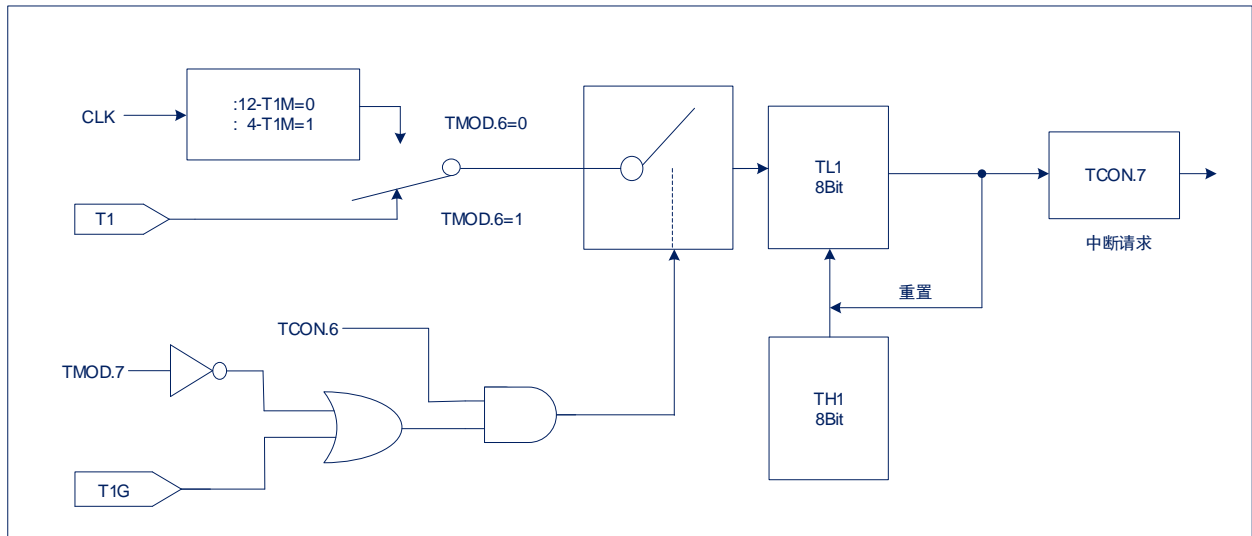 :12-T1M=0
: 4-T1M=1
CLK
TMOD.6=0
T1
TMOD.6=1
TL1
8Bit
TCON.7
中断请求
重置
TCON.6
TMOD.7
TH1
8Bit
T1G